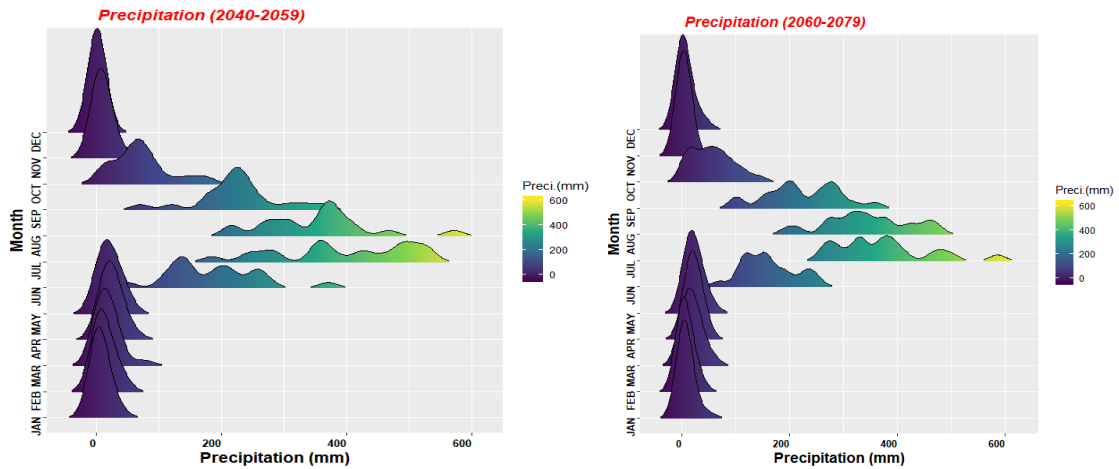 Precipitation (2040-2059)
Month
DEC
NOV
OCT
SEP
AUG
JUL
JUN
MAY
APR
MAR
FEB
JAN
0 200 400 600
Precipitation (mm)
Preci.(mm)
600
400
200
0
Precipitation (2060-2079)
Month
DEC
NOV
OCT
SEP
AUG
JUL
JUN
MAY
APR
MAR
FEB
JAN
0 200 400 600
Precipitation (mm)
Preci.(mm)
600
400
200
0